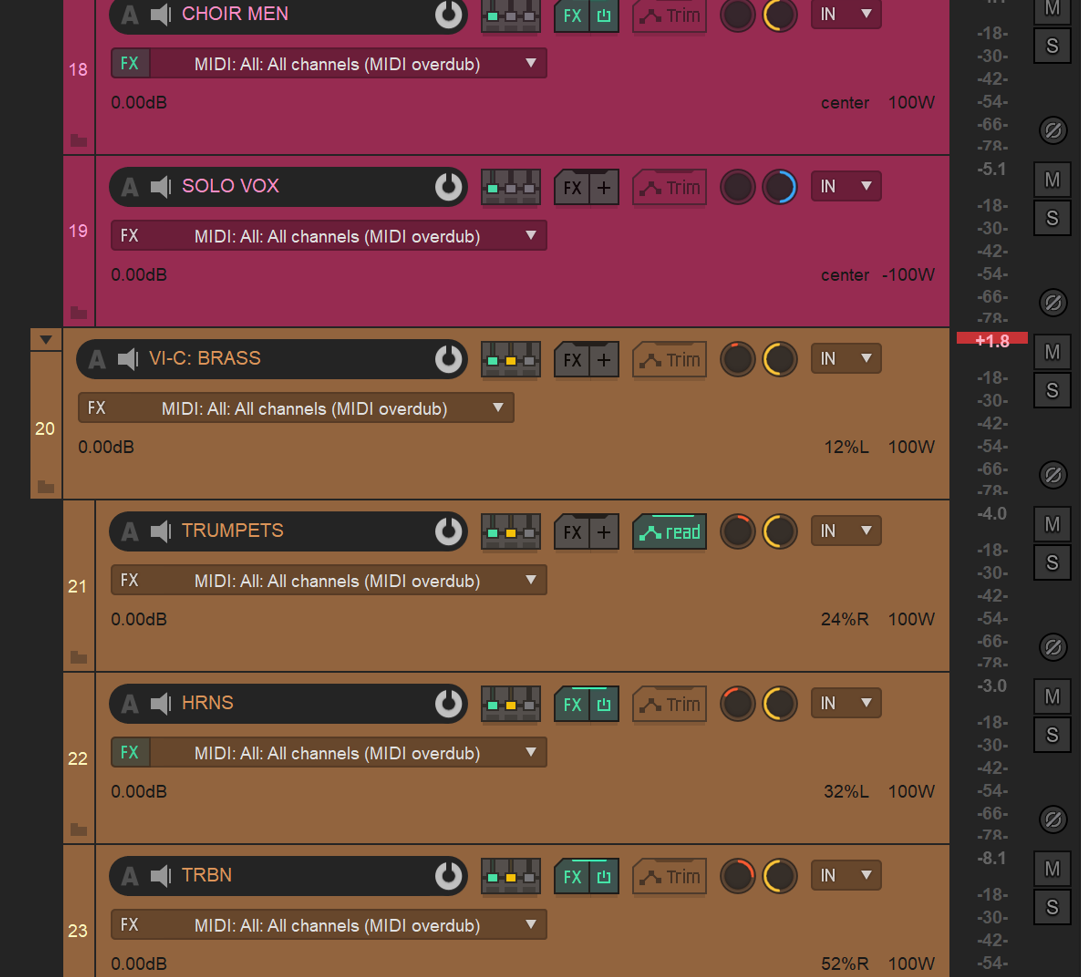 A CHOIR MEN FX Trim IN M
-18-
S
-30-
18 FX MIDI: All: All channels (MIDI overdub)
-42-
0.00dB center 100W -54-
-66-
-78-
-5.1
A SOLO VOX FX + Trim IN M
-18-
S
19 FX MIDI: All: All channels (MIDI overdub) -30-
-42-
0.00dB center -100W -54-
-66-
-78-
+1.8
A VI-C: BRASS FX + Trim IN M
-18-
S
20 FX MIDI: All: All channels (MIDI overdub) -30-
-42-
0.00dB 12%L 100W -54-
-66-
-78-
-4.0
A TRUMPETS FX + read IN M
-18-
S
21 FX MIDI: All: All channels (MIDI overdub) -30-
-42-
0.00dB 24%R 100W -54-
-66-
-78-
-3.0
A HRNS FX Trim IN M
-18-
S
22 FX MIDI: All: All channels (MIDI overdub) -30-
-42-
0.00dB 32%L 100W -54-
-66-
-78-
-8.1
A TRBN FX Trim IN M
-18-
S
23 FX MIDI: All: All channels (MIDI overdub) -30-
-42-
0.00dB 52%R 100W -54-